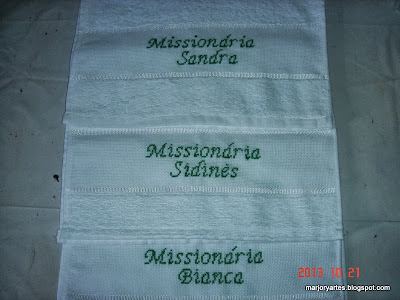 Missionária
Sandra
Missionária
Sidinês
Missionária
Bianca
2013 10 21
marjoryartes.blogspot.com